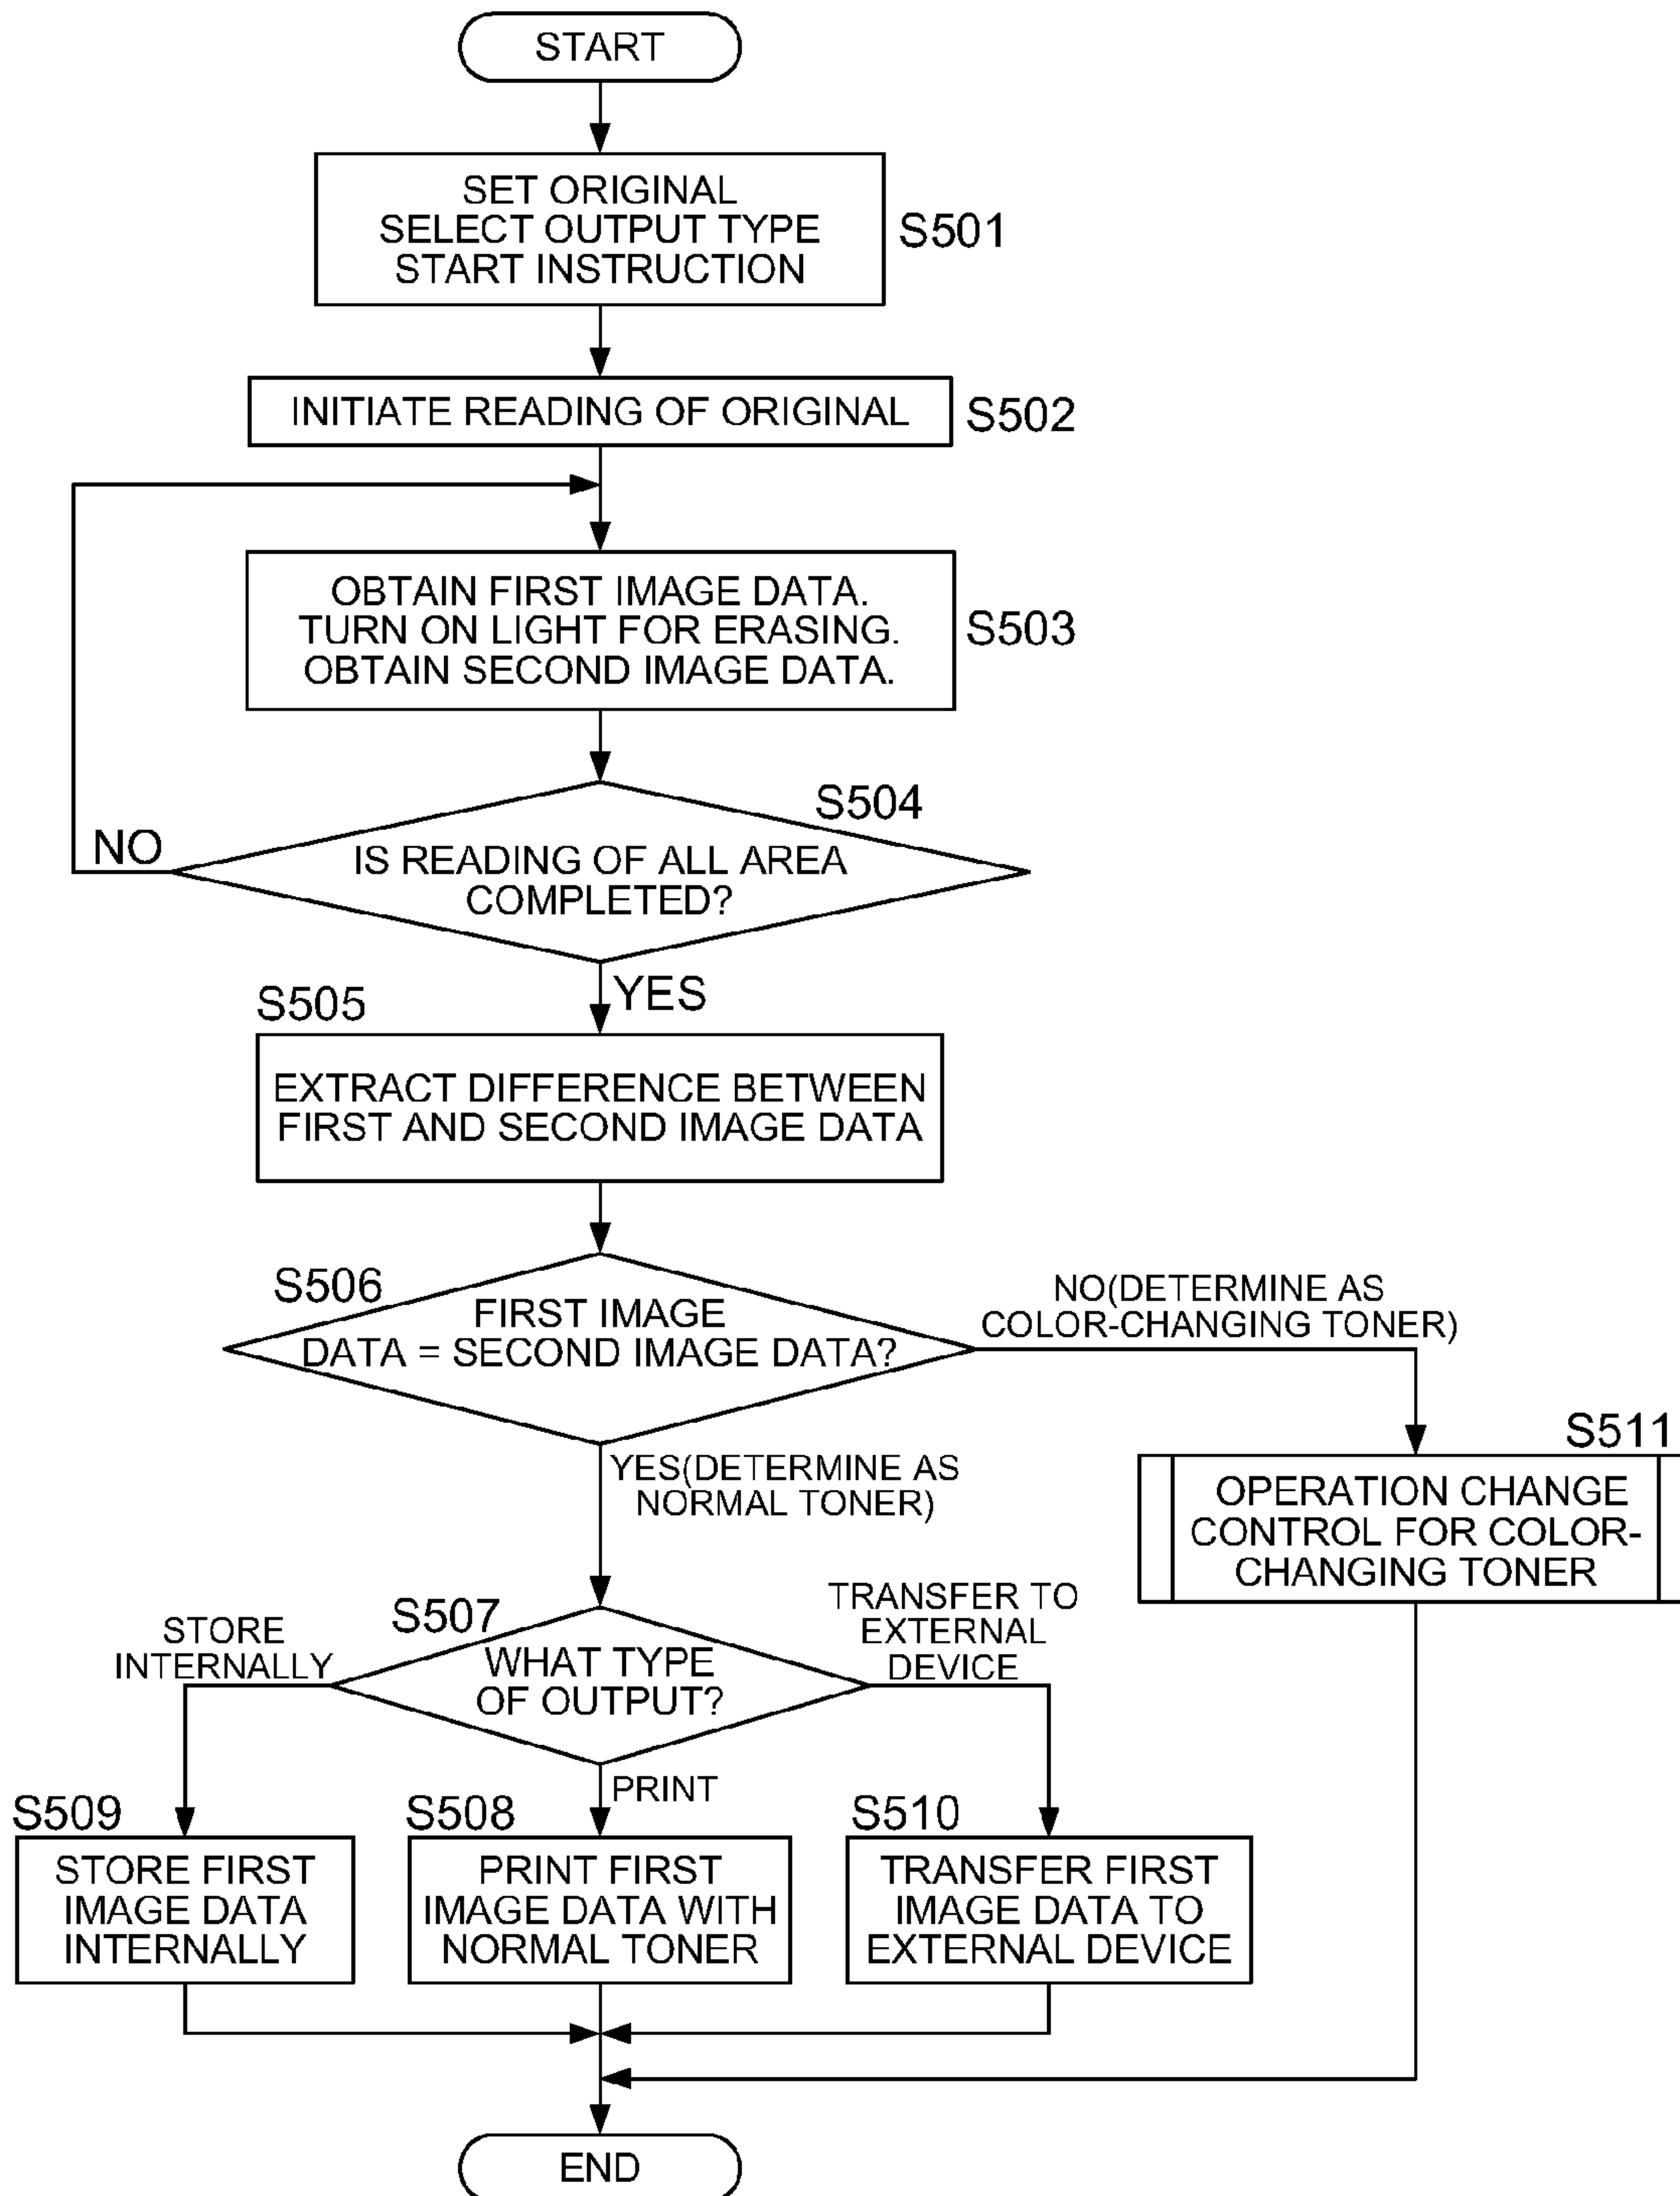 START
SET ORIGINAL
SELECT OUTPUT TYPE
START INSTRUCTION
S501
INITIATE READING OF ORIGINAL
S502
OBTAIN FIRST IMAGE DATA.
TURN ON LIGHT FOR ERASING.
OBTAIN SECOND IMAGE DATA.
S503
S504
NO
IS READING OF ALL AREA
COMPLETED?
YES
S505
EXTRACT DIFFERENCE BETWEEN
FIRST AND SECOND IMAGE DATA
S506
FIRST IMAGE
DATA = SECOND IMAGE DATA?
NO(DETERMINE AS
COLOR-CHANGING TONER)
YES(DETERMINE AS
NORMAL TONER)
S511
OPERATION CHANGE
CONTROL FOR COLOR-
CHANGING TONER
S507
WHAT TYPE
OF OUTPUT?
STORE
INTERNALLY
TRANSFER TO
EXTERNAL
DEVICE
PRINT
S509
STORE FIRST
IMAGE DATA
INTERNALLY
S508
PRINT FIRST
IMAGE DATA WITH
NORMAL TONER
S510
TRANSFER FIRST
IMAGE DATA TO
EXTERNAL DEVICE
END